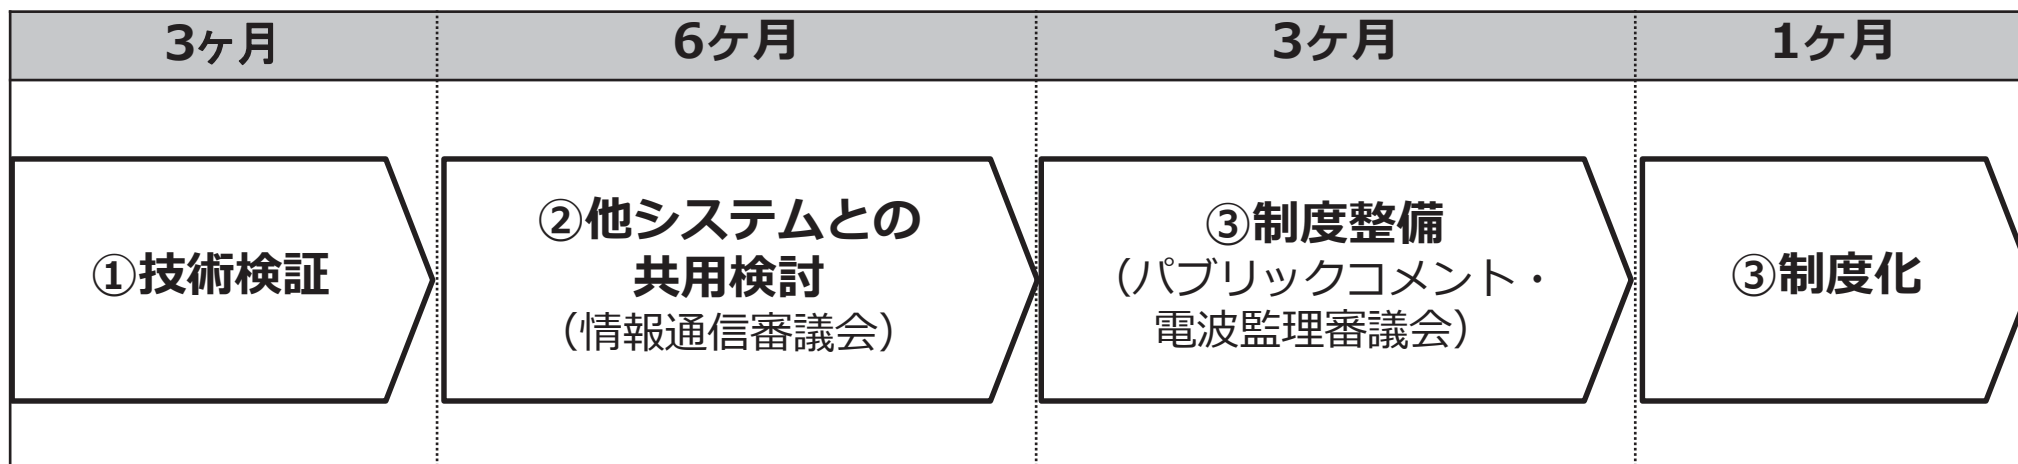 3ヶ月
6ケ月
3ケ月
1ケ月
①技術検証
②他システムとの
共用検討
（情報通信審議会）
③制度整備
（パブリックコメント・
電波監理審議会）
③制度化